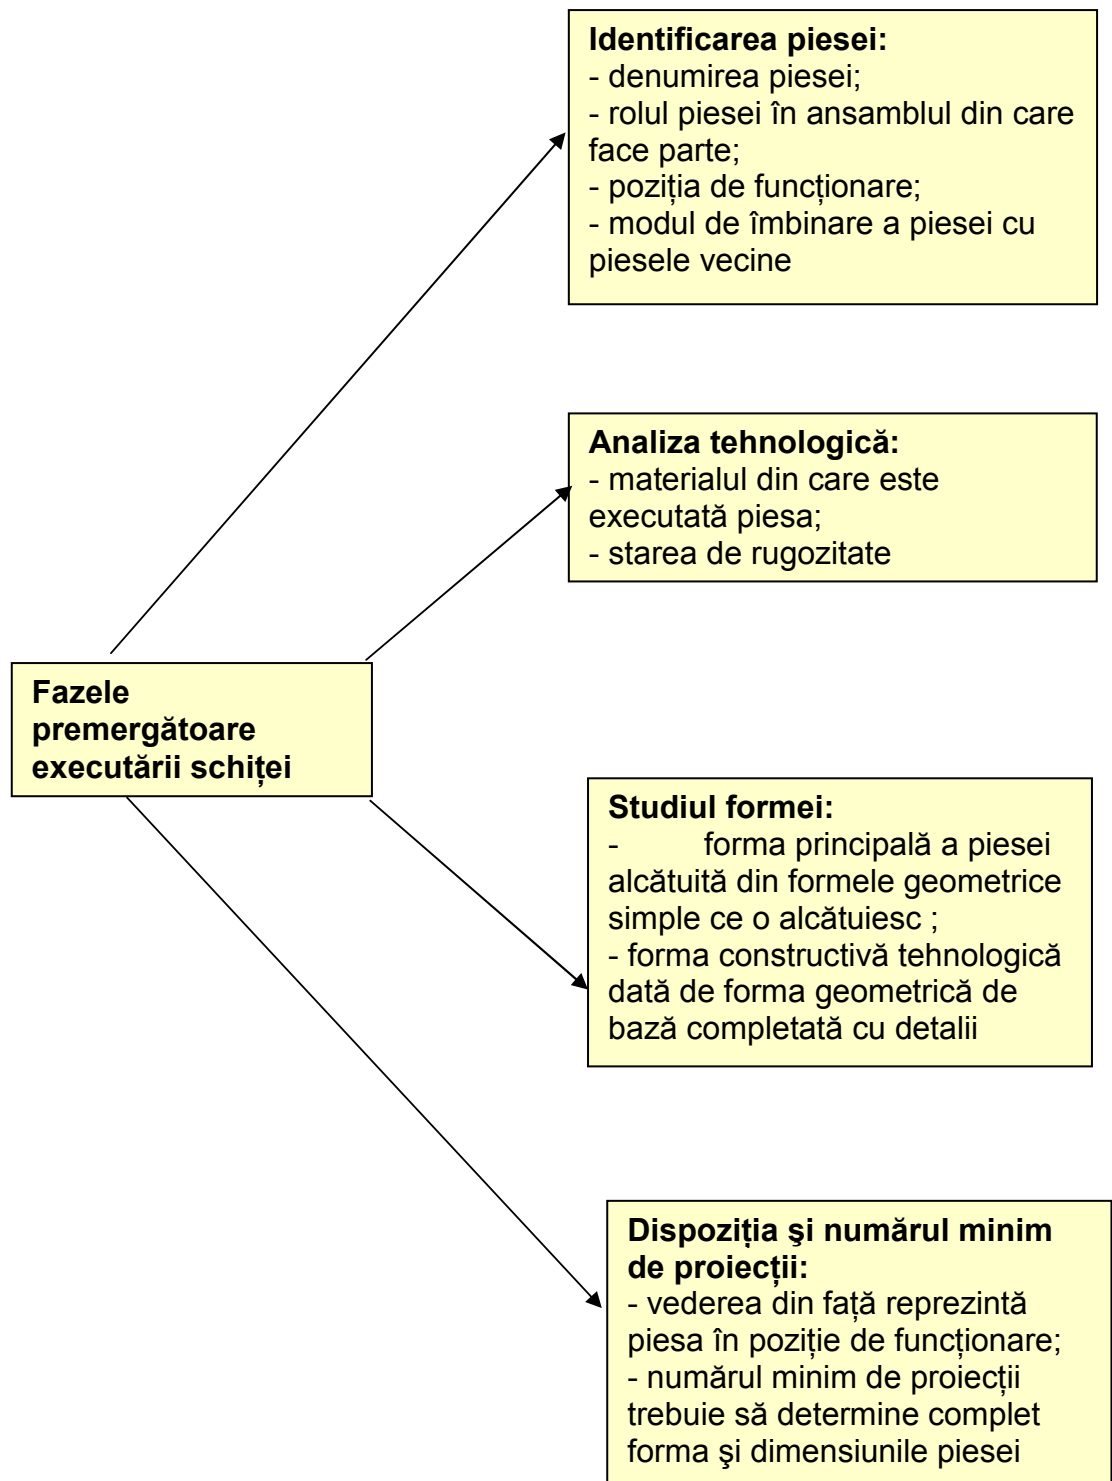 Identificarea piesei:
- denumirea piesei;
- rolul piesei în ansamblul din care
face parte;
- poziția de funcționare;
- modul de îmbinare a piesei cu
piesele vecine
Analiza tehnologică:
- materialul din care este
executată piesa;
- starea de rugozitate
Fazele
premergătoare
executării schiței
Studiul formei:
- forma principală a piesei
alcătuită din formele geometrice
simple ce o alcătuiesc ;
- forma constructivă tehnologică
dată de forma geometrică de
bază completată cu detalii
Dispoziția şi numărul minim
de proiecții:
- vederea din față reprezintă
piesa în poziție de funcționare;
- numărul minim de proiecții
trebuie să determine complet
forma şi dimensiunile piesei